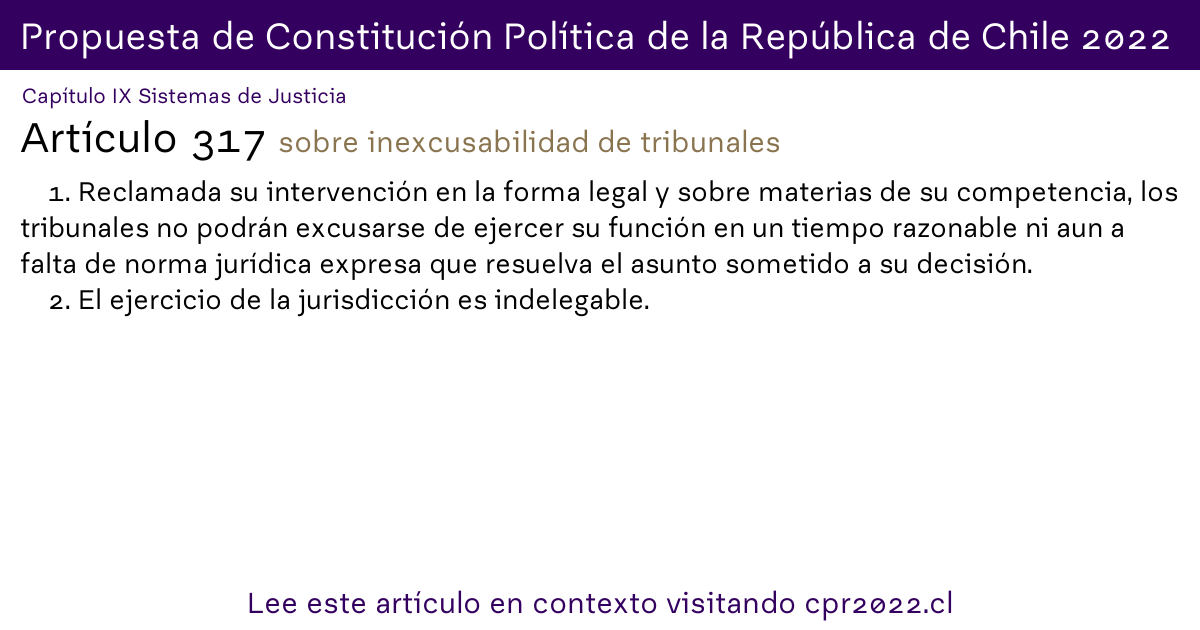 Propuesta de Constitución Política de la República de Chile 2022
Capítulo IX Sistemas de Justicia
Artículo 317 sobre inexcusabilidad de tribunales
1. Reclamada su intervención en la forma legal y sobre materias de su competencia, los
tribunales no podrán excusarse de ejercer su función en un tiempo razonable ni aun a
falta de norma jurídica expresa que resuelva el asunto sometido a su decisión.
2. El ejercicio de la jurisdicción es indelegable.
Lee este artículo en contexto visitando cpr2022.cl